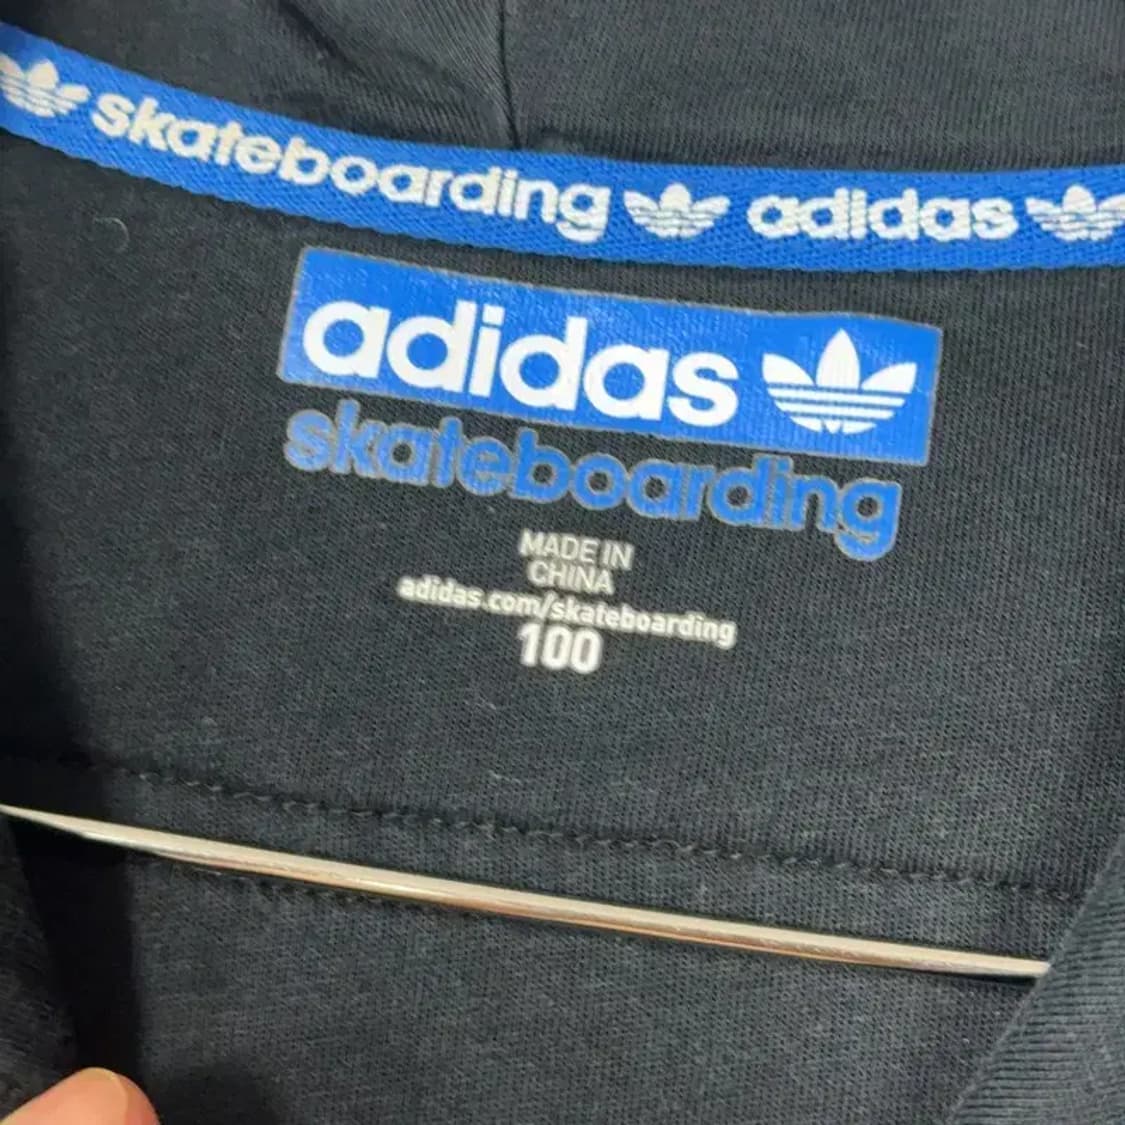 skateboarding adidas
adidas
skateboarding
MADE IN
CHINA
adidas.com/skateboarding
100